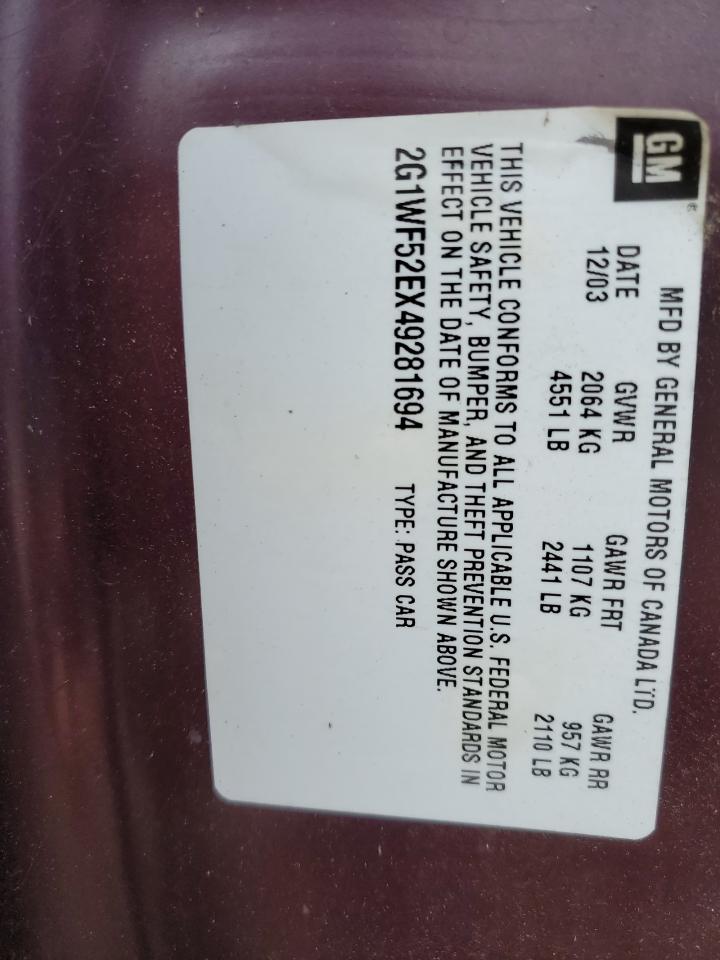 GM®
MFD BY GENERAL MOTORS OF CANADA LTD.
DATE GVWR GAWR FRT GAWR RR
12/03 2064 KG 1107 KG 957 KG
4551 LB 2441 LB 2110 LB
THIS VEHICLE CONFORMS TO ALL APPLICABLE U.S. FEDERAL MOTOR
VEHICLE SAFETY, BUMPER, AND THEFT PREVENTION STANDARDS IN
EFFECT ON THE DATE OF MANUFACTURE SHOWN ABOVE.
2G1WF52EX49281694 TYPE: PASS CAR